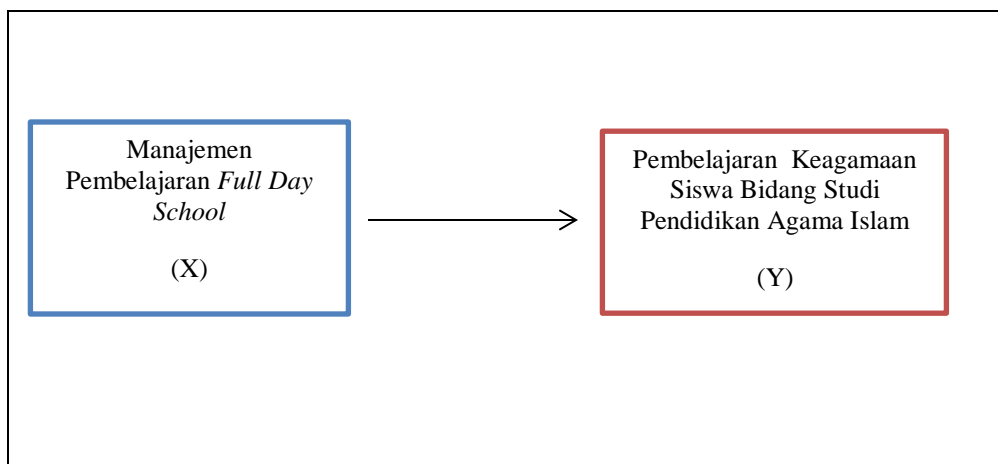 Manajemen
Pembelajaran Full Day
School
(X)
Pembelajaran  Keagamaan
Siswa Bidang Studi
Pendidikan Agama Islam
(Y)